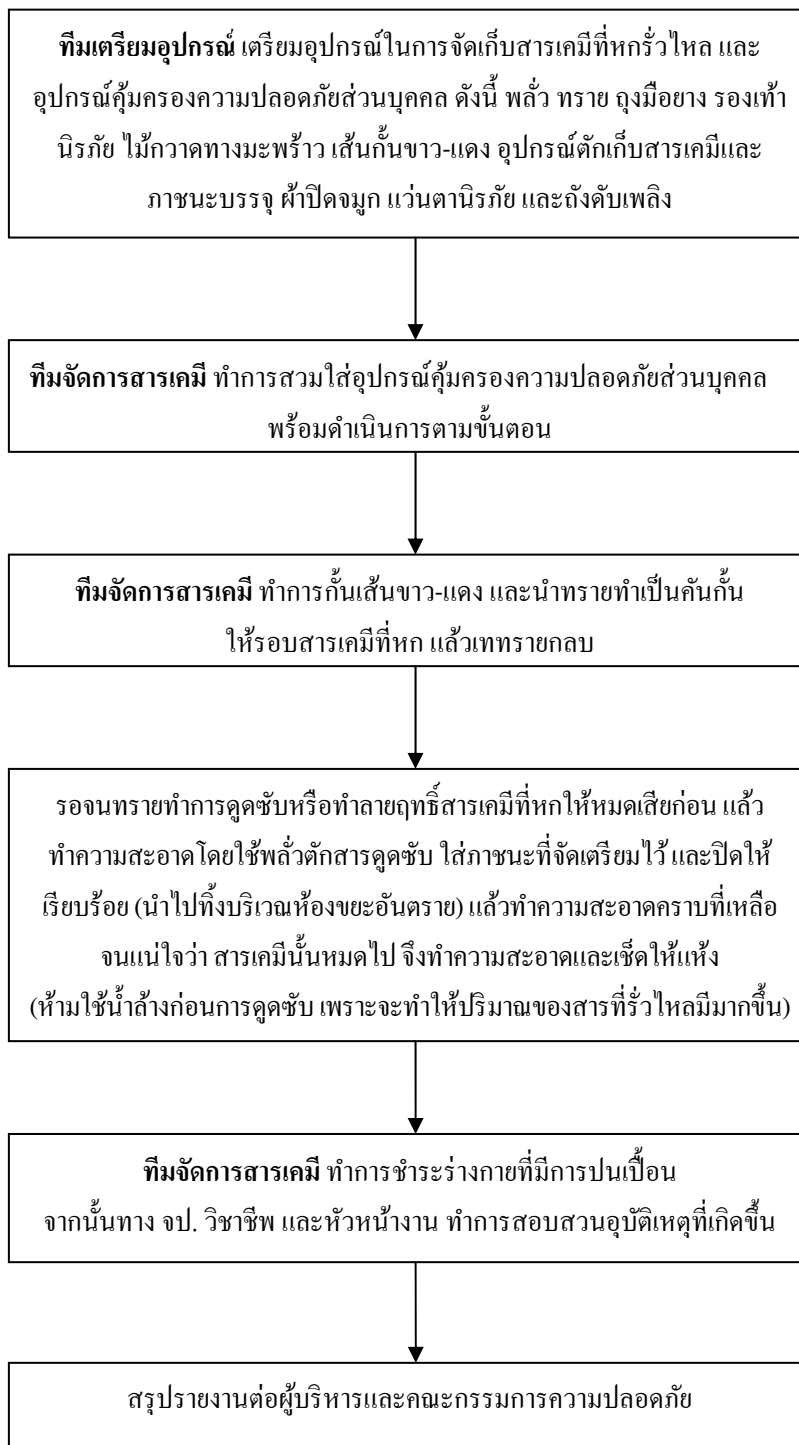 ทีมเตรียมอุปกรณ์ เตรียมอุปกรณ์ในการจัดเก็บสารเคมีที่หกรั่วไหล และ
อุปกรณ์คุ้มครองความปลอดภัยส่วนบุคคล ดังนี้ พลั่ว ทราย ถุงมือยาง รองเท้า
นิรภัย ไม้กวาดทางมะพร้าว เส้นกั้นขาว-แดง อุปกรณ์ตักเก็บสารเคมีและ
ภาชนะบรรจุ ผ้าปิดจมูก แว่นตานิรภัย และถังดับเพลิง
ทีมจัดการสารเคมี ทำการสวมใส่อุปกรณ์คุ้มครองความปลอดภัยส่วนบุคคล
พร้อมดำเนินการตามขั้นตอน
ทีมจัดการสารเคมี ทำการกั้นเส้นขาว-แดง และนำทรายทำเป็นคันกั้น
ให้รอบสารเคมีที่หก แล้วเททรายกลบ
รอจนทรายทำการดูดซับหรือทำลายฤทธิ์สารเคมีที่หกให้หมดเสียก่อน แล้ว
ทำความสะอาดโดยใช้พลั่วตักสารดูดซับ ใส่ภาชนะที่จัดเตรียมไว้ และปิดให้
เรียบร้อย (นำไปทิ้งบริเวณห้องขยะอันตราย) แล้วทำความสะอาดคราบที่เหลือ
จนแน่ใจว่า สารเคมีนั้นหมดไป จึงทำความสะอาดและเช็ดให้แห้ง
(ห้ามใช้น้ำล้างก่อนการดูดซับ เพราะจะทำให้ปริมาณของสารที่รั่วไหลมีมากขึ้น)
ทีมจัดการสารเคมี ทำการชำระร่างกายที่มีการปนเปื้อน
จากนั้นทาง จป. วิชาชีพ และหัวหน้างาน ทำการสอบสวนอุบัติเหตุที่เกิดขึ้น
สรุปรายงานต่อผู้บริหารและคณะกรรมการความปลอดภัย